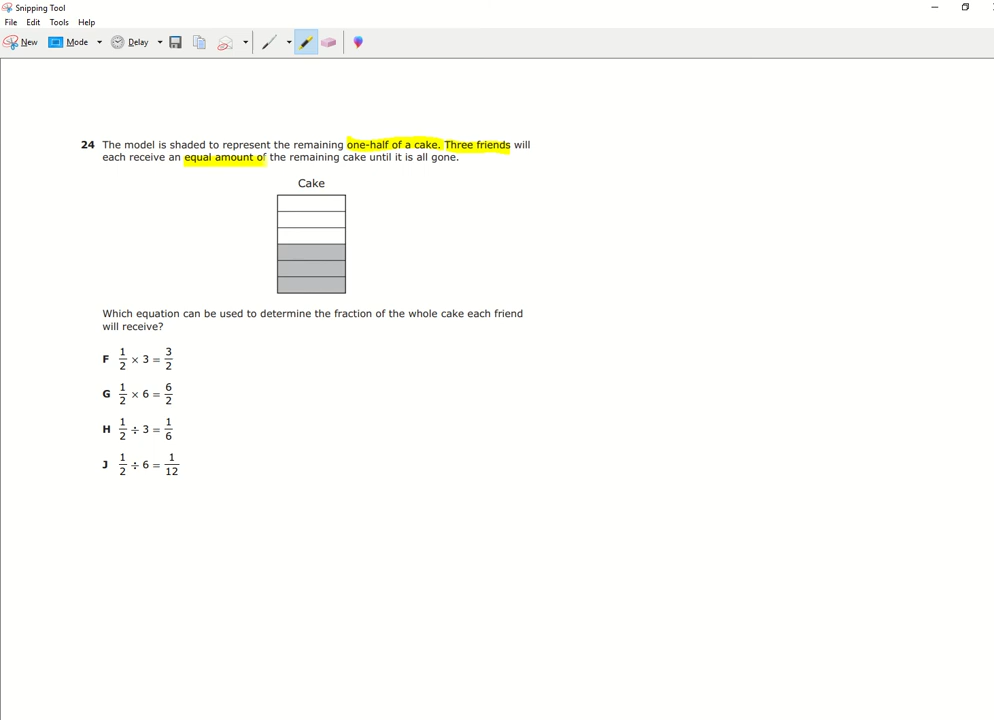 Snipping Tool
File Edit Tools Help
New Mode Delay
24 The model is shaded to represent the remaining one-half of a cake. Three friends will
each receive an equal amount of the remaining cake until it is all gone.
Cake
Which equation can be used to determine the fraction of the whole cake each friend
will receive?
F 1/2 × 3 = 3/2
G 1/2 × 6 = 6/2
H 1/2 ÷ 3 = 1/6
J 1/2 ÷ 6 = 1/12